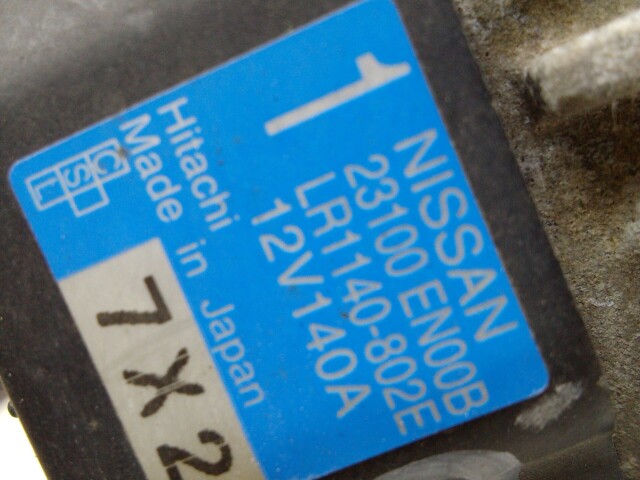 1
NISSAN
23100 EN00B
LR1140-802E
12V140A
Hitachi
Made in Japan
C S L
7X2